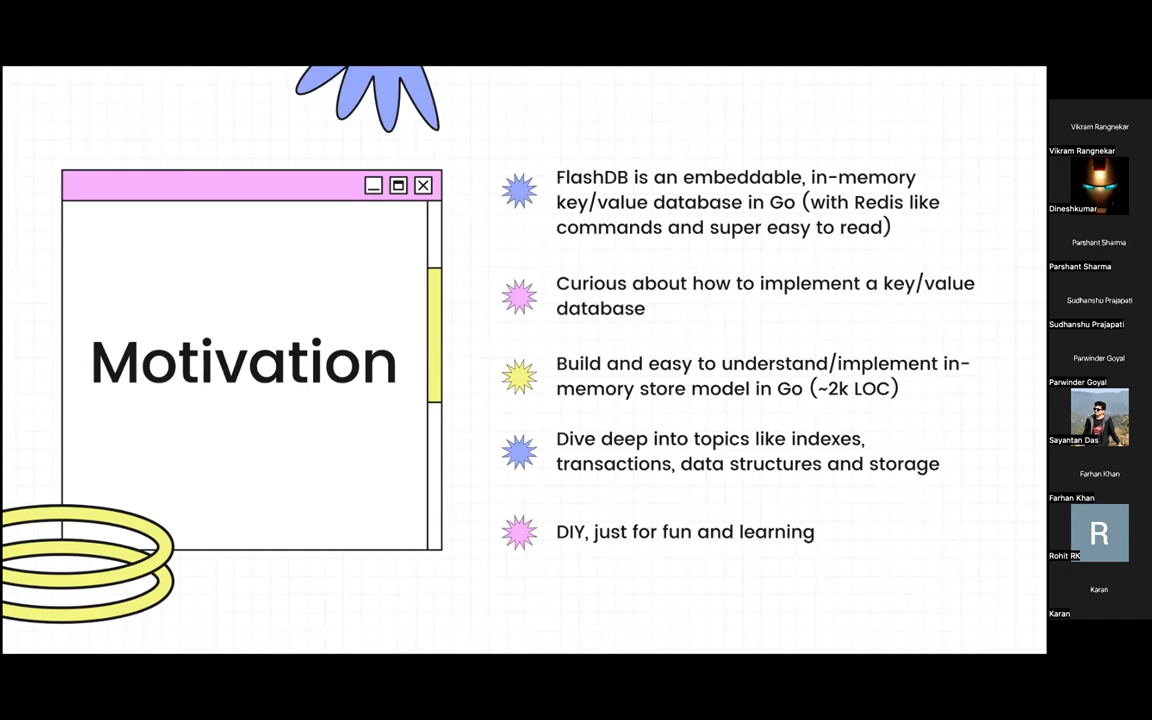 Motivation
FlashDB is an embeddable, in-memory
key/value database in Go (with Redis like
commands and super easy to read)
Curious about how to implement a key/value
database
Build and easy to understand/implement in-
memory store model in Go (~2k LOC)
Dive deep into topics like indexes,
transactions, data structures and storage
DIY, just for fun and learning
Vikram Rangnekar
Vikram Rangnekar
Dineshkumar
Parshant Sharma
Parshant Sharma
Sudhanshu Prajapati
Sudhanshu Prajapati
Parwinder Goyal
Parwinder Goyal
Sayantan Das
Farhan Khan
Farhan Khan
R
Rohit RK
Karan
Karan